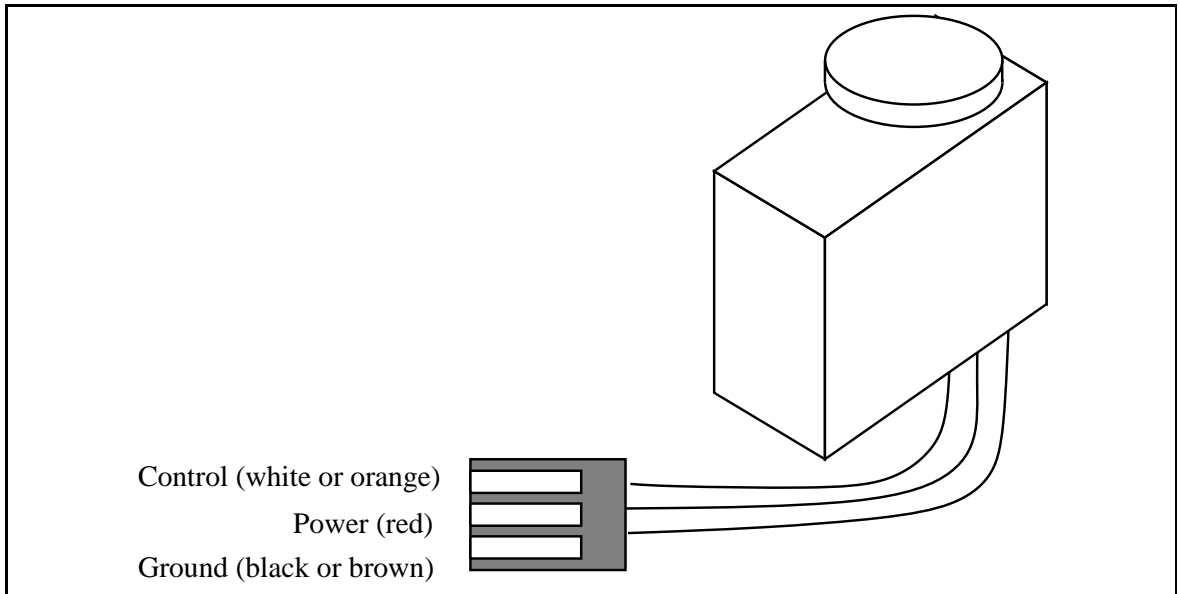 Control (white or orange)
Power (red)
Ground (black or brown)